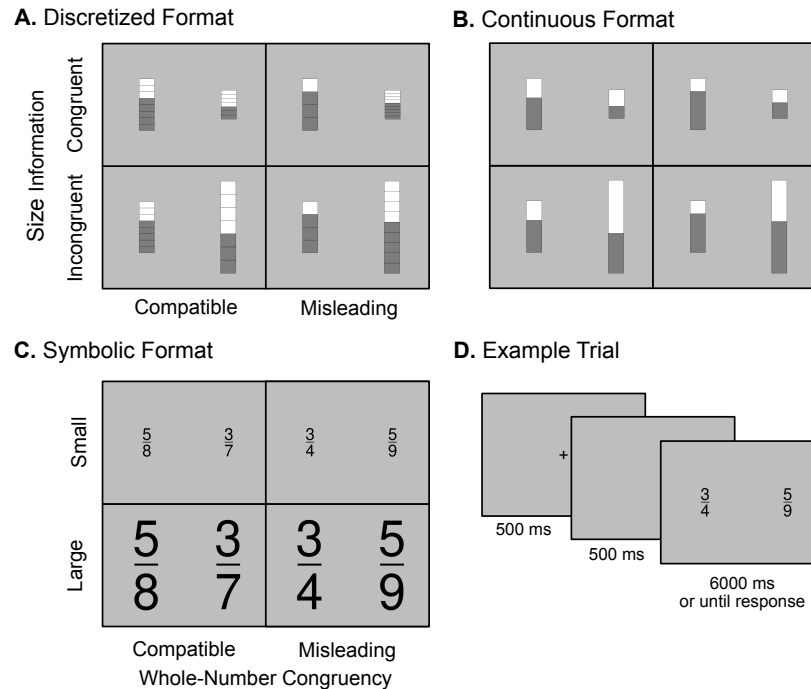 A. Discretized Format
Size Information
Congruent
Incongruent
Compatible
Misleading
B. Continuous Format
C. Symbolic Format
Small
5/8
3/7
3/4
5/9
Large
5/8
3/7
3/4
5/9
Compatible
Misleading
Whole-Number Congruency
D. Example Trial
+
500 ms
500 ms
3/4
5/9
6000 ms
or until response